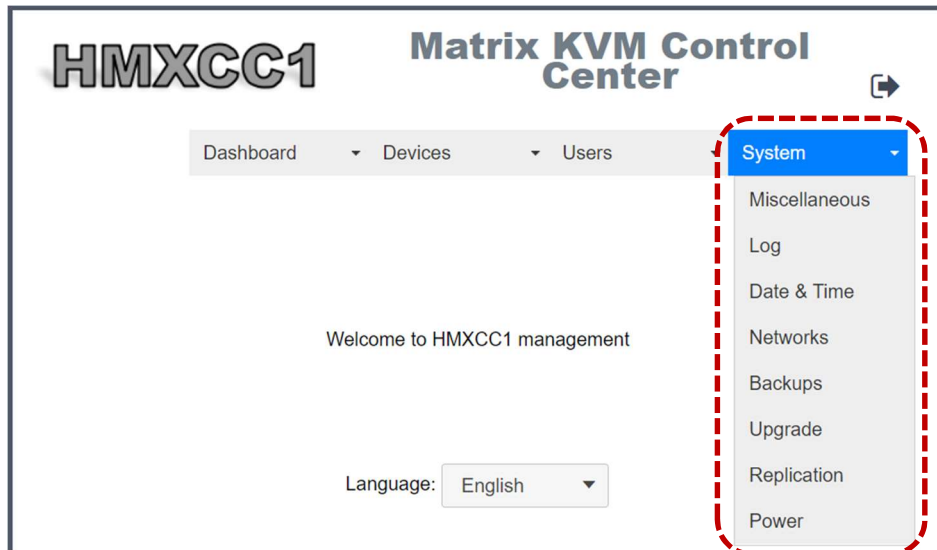 HMXCC1
Matrix KVM Control
Center
Dashboard Devices Users System
Miscellaneous
Log
Date & Time
Welcome to HMXCC1 management
Networks
Backups
Upgrade
Replication
Language: English
Power